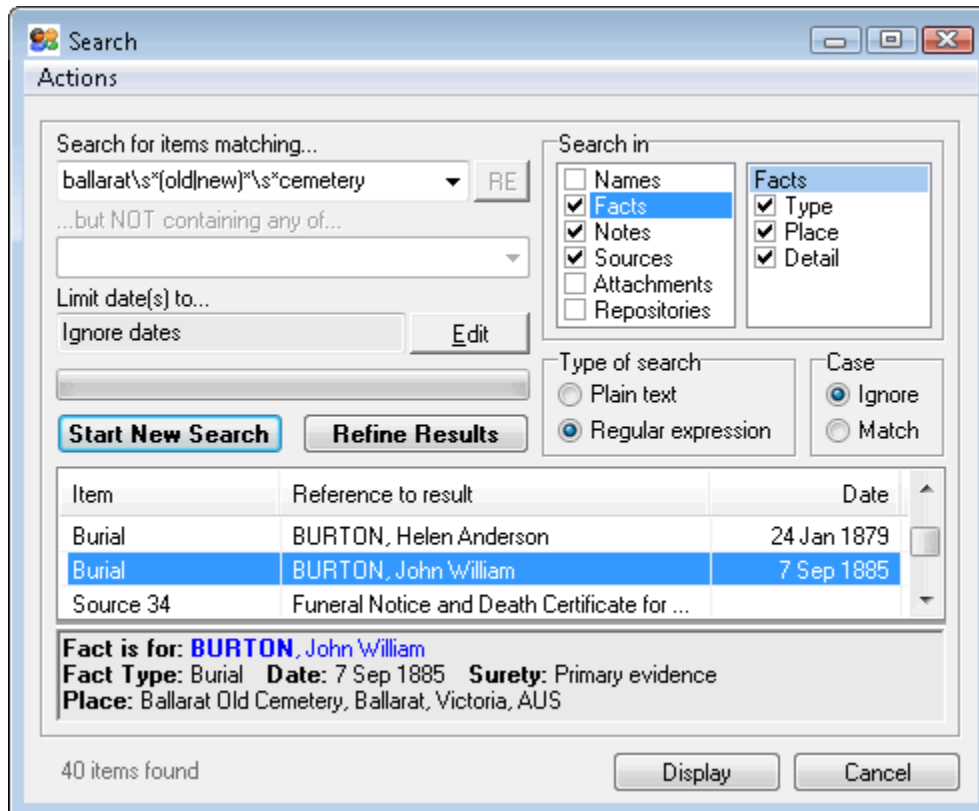 Search
Actions
Search for items matching...
ballarat\s*(old|new)*\s*cemetery
RE
...but NOT containing any of...
Limit date(s) to...
Ignore dates
Edit
Start New Search
Refine Results
Search in
Names
Facts
Notes
Sources
Attachments
Repositories
Facts
Type
Place
Detail
Type of search
Plain text
Regular expression
Case
Ignore
Match
Item Reference to result Date
Burial BURTON, Helen Anderson 24 Jan 1879
Burial BURTON, John William 7 Sep 1885
Source 34 Funeral Notice and Death Certificate for ...
Fact is for: BURTON, John William
Fact Type: Burial Date: 7 Sep 1885 Surety: Primary evidence
Place: Ballarat Old Cemetery, Ballarat, Victoria, AUS
40 items found
Display
Cancel